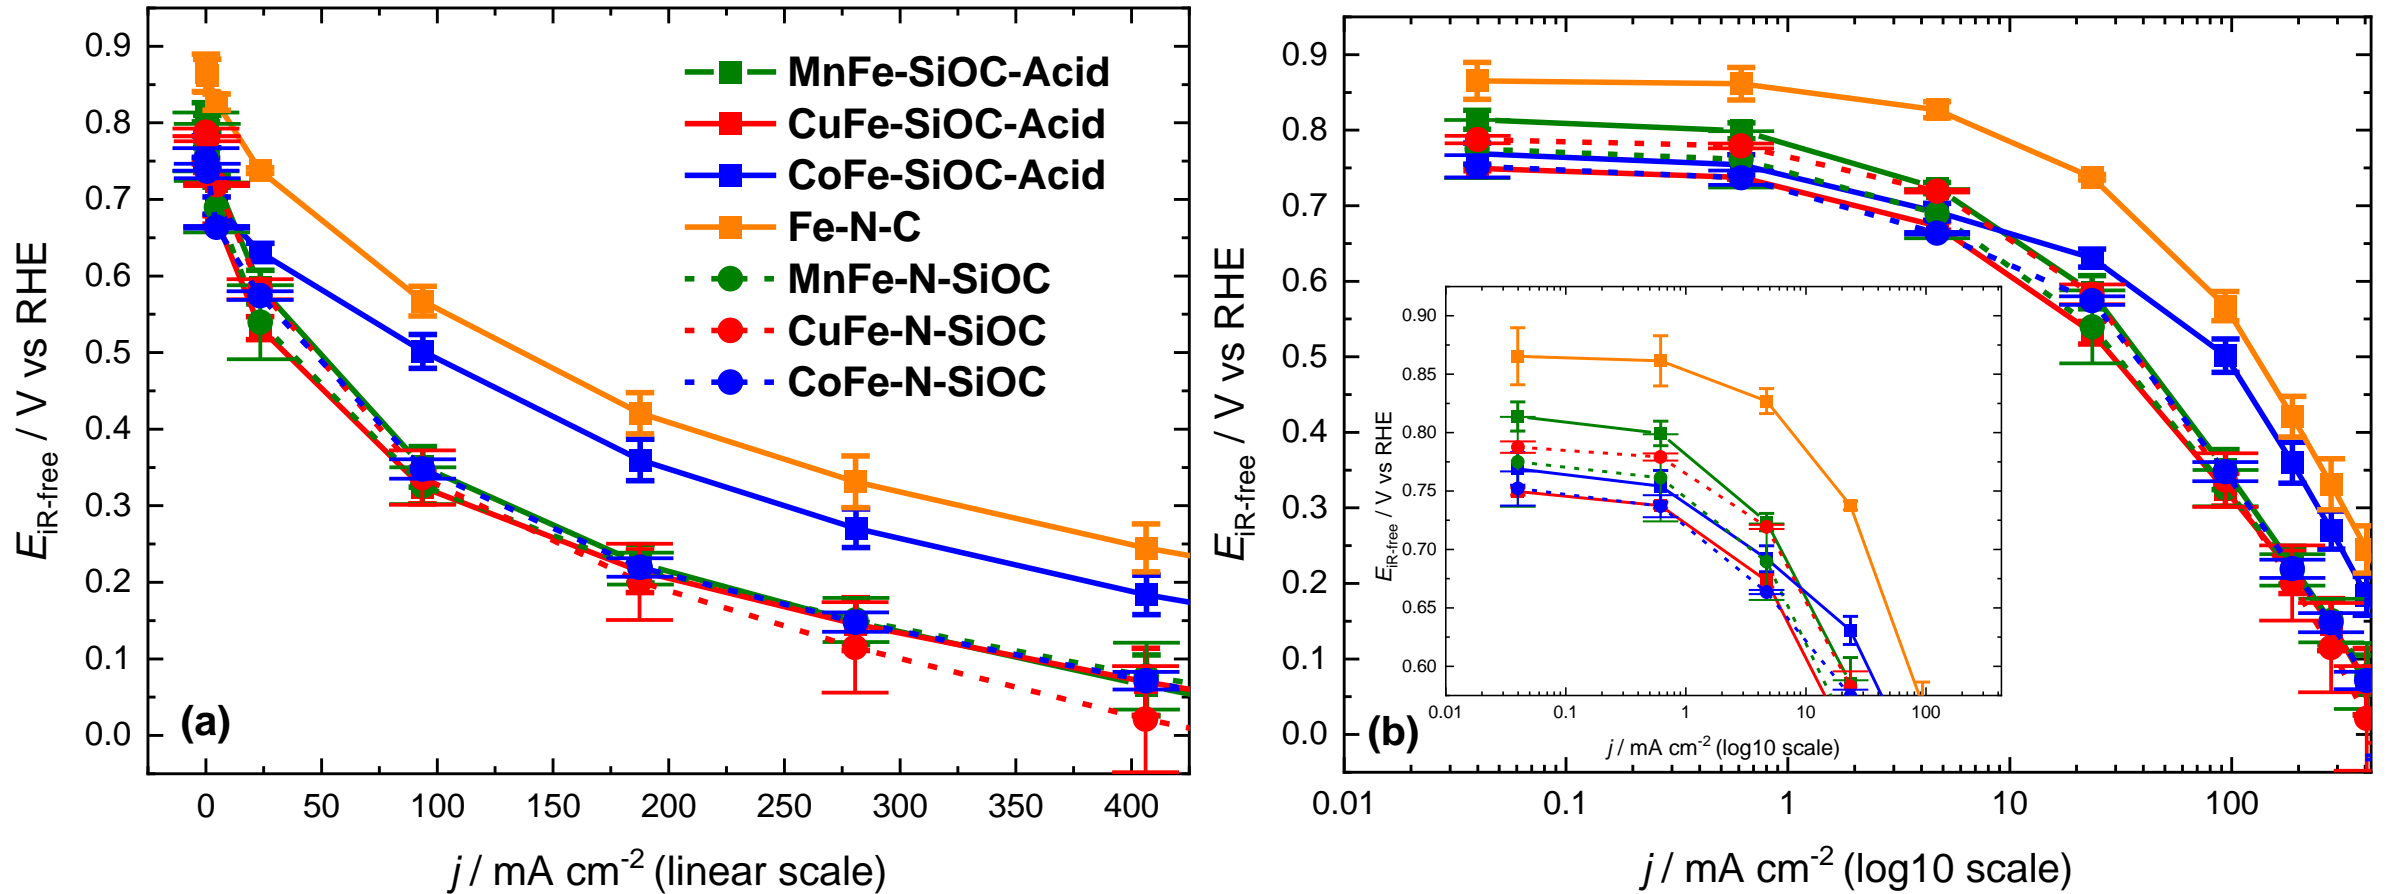 0.9
0.8
0.7
0.6
0.5
0.4
0.3
0.2
0.1
0.0
E_iR-free / V vs RHE
MnFe-SiOC-Acid
CuFe-SiOC-Acid
CoFe-SiOC-Acid
Fe-N-C
MnFe-N-SiOC
CuFe-N-SiOC
CoFe-N-SiOC
(a)
0 50 100 150 200 250 300 350 400
j / mA cm⁻² (linear scale)
0.9
0.8
0.7
0.6
0.5
0.4
0.3
0.2
0.1
0.0
E_iR-free / V vs RHE
0.90
0.85
0.80
0.75
0.70
0.65
0.60
E_iR-free / V vs RHE
0.01 0.1 1 10 100
j / mA cm⁻² (log10 scale)
(b)
0.01 0.1 1 10 100
j / mA cm⁻² (log10 scale)